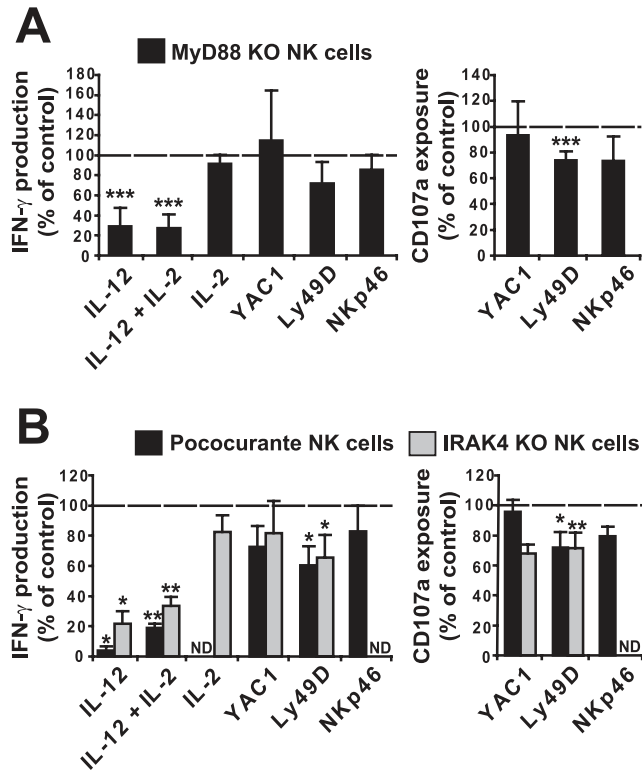 A
MyD88 KO NK cells
IFN-γ production
(% of control)
180
160
140
120
100
80
60
40
20
0
***
***
IL-12
IL-12 + IL-2
IL-2
YAC1
Ly49D
NKp46
CD107a exposure
(% of control)
140
120
100
80
60
40
20
0
***
YAC1
Ly49D
NKp46
B
Pococurante NK cells
IRAK4 KO NK cells
IFN-γ production
(% of control)
120
100
80
60
40
20
0
*
*
**
**
ND
*
*
ND
IL-12
IL-12 + IL-2
IL-2
YAC1
Ly49D
NKp46
CD107a exposure
(% of control)
120
100
80
60
40
20
0
*
**
ND
YAC1
Ly49D
NKp46